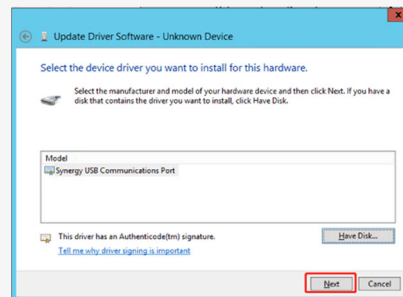 Update Driver Software - Unknown Device
Select the device driver you want to install for this hardware.
Select the manufacturer and model of your hardware device and then click Next. If you have a
disk that contains the driver you want to install, click Have Disk.
Model
Synergy USB Communications Port
This driver has an Authenticode(tm) signature.
Have Disk...
Tell me why driver signing is important
Next
Cancel